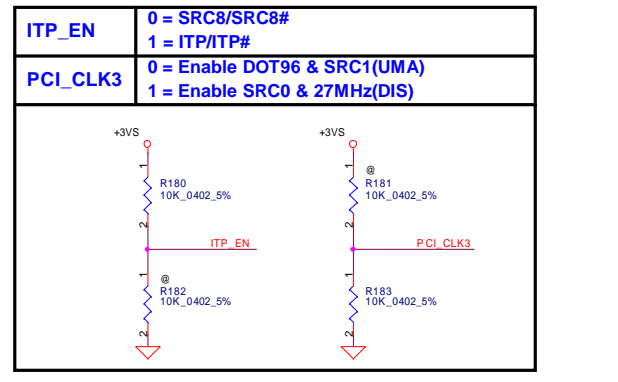 ITP_EN
0 = SRC8/SRC8#
1 = ITP/ITP#
PCI_CLK3
0 = Enable DOT96 & SRC1(UMA)
1 = Enable SRC0 & 27MHz(DIS)
+3VS
+3VS
1
R180
10K_0402_5%
2
1
@
R181
10K_0402_5%
2
ITP_EN
PCI_CLK3
1
@
R182
10K_0402_5%
2
1
R183
10K_0402_5%
2